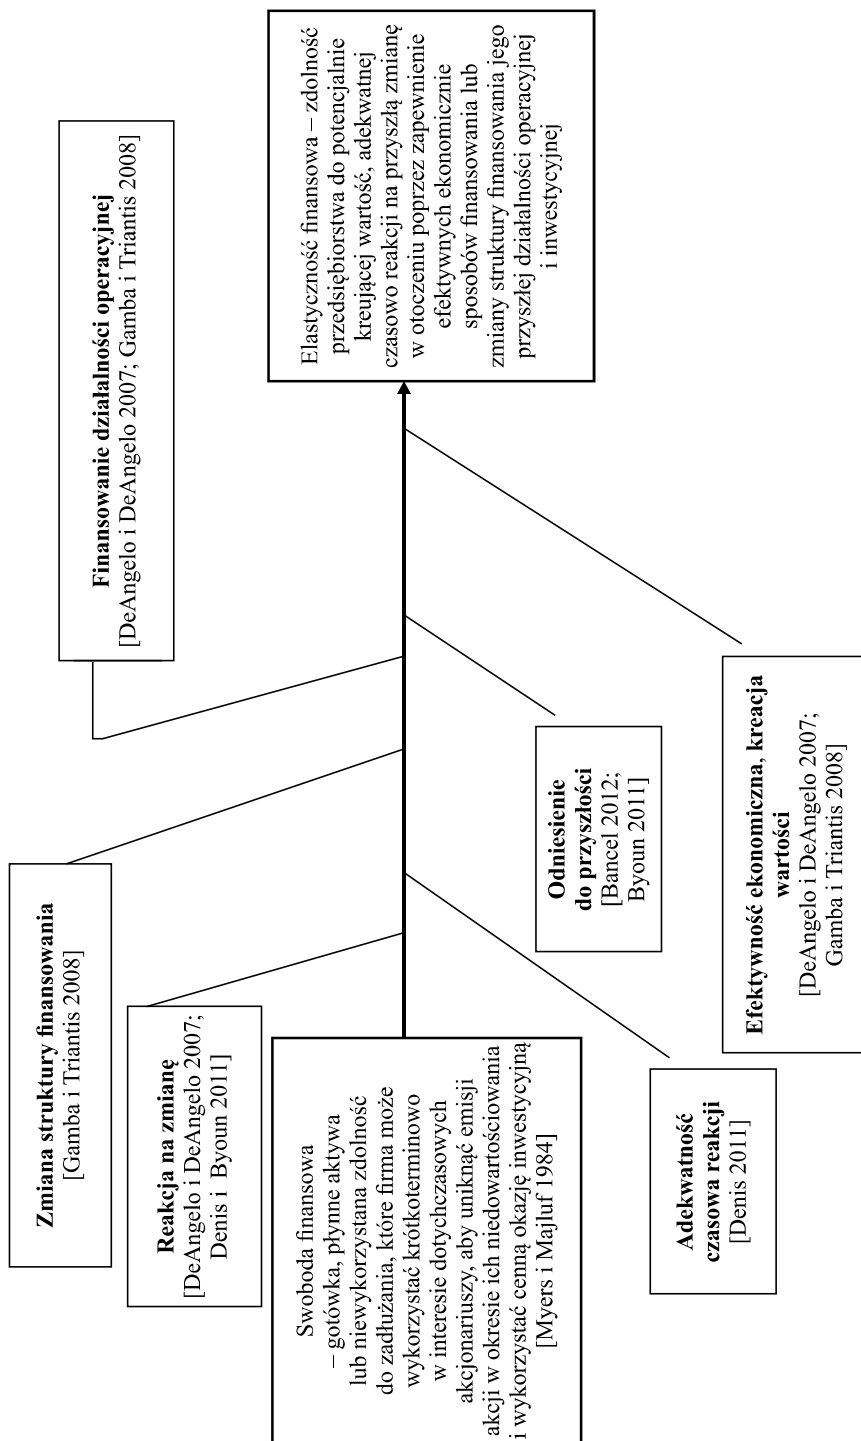 Zmiana struktury finansowania
[Gamba i Triantis 2008]
Finansowanie działalności operacyjnej
[DeAngelo i DeAngelo 2007; Gamba i Triantis 2008]
Reakcja na zmianę
[DeAngelo i DeAngelo 2007;
Denis i Byoun 2011]
Swoboda finansowa
– gotówka, płynne aktywa
lub niewykorzystana zdolność
do zadłużania, które firma może
wykorzystać krótkoterminowo
w interesie dotychczasowych
akcjonariuszy, aby uniknąć emisji
akcji w okresie ich niedowartościowania
i wykorzystać cenną okazję inwestycyjną
[Myers i Majluf 1984]
Elastyczność finansowa – zdolność
przedsiębiorstwa do potencjalnie
kreującej wartość, adekwatnej
czasowo reakcji na przyszłą zmianę
w otoczeniu poprzez zapewnienie
efektywnych ekonomicznie
sposobów finansowania lub
zmiany struktury finansowania jego
przyszłej działalności operacyjnej
i inwestycyjnej
Odniesienie
do przyszłości
[Bancel 2012;
Byoun 2011]
Adekwatność
czasowa reakcji
[Denis 2011]
Efektywność ekonomiczna, kreacja
wartości
[DeAngelo i DeAngelo 2007;
Gamba i Triantis 2008]